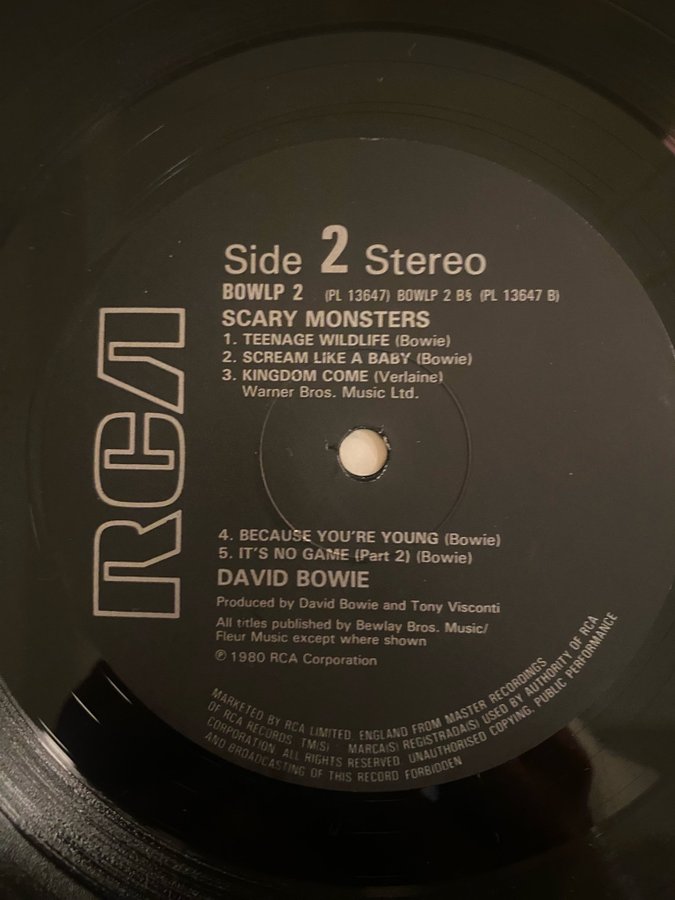 RCA
Side 2 Stereo
BOWLP 2 (PL 13647) BOWLP 2 B§ (PL 13647 B)
SCARY MONSTERS
1. TEENAGE WILDLIFE (Bowie)
2. SCREAM LIKE A BABY (Bowie)
3. KINGDOM COME (Verlaine)
Warner Bros. Music Ltd.
4. BECAUSE YOU'RE YOUNG (Bowie)
5. IT'S NO GAME (Part 2) (Bowie)
DAVID BOWIE
Produced by David Bowie and Tony Visconti
All titles published by Bewlay Bros. Music/
Fleur Music except where shown
℗ 1980 RCA Corporation
MARKETED BY RCA LIMITED, ENGLAND FROM MASTER RECORDINGS
OF RCA RECORDS. TM(S) MARCA(S) REGISTRADA(S) USED BY AUTHORITY OF RCA
CORPORATION. ALL RIGHTS RESERVED. UNAUTHORISED COPYING, PUBLIC PERFORMANCE
AND BROADCASTING OF THIS RECORD FORBIDDEN